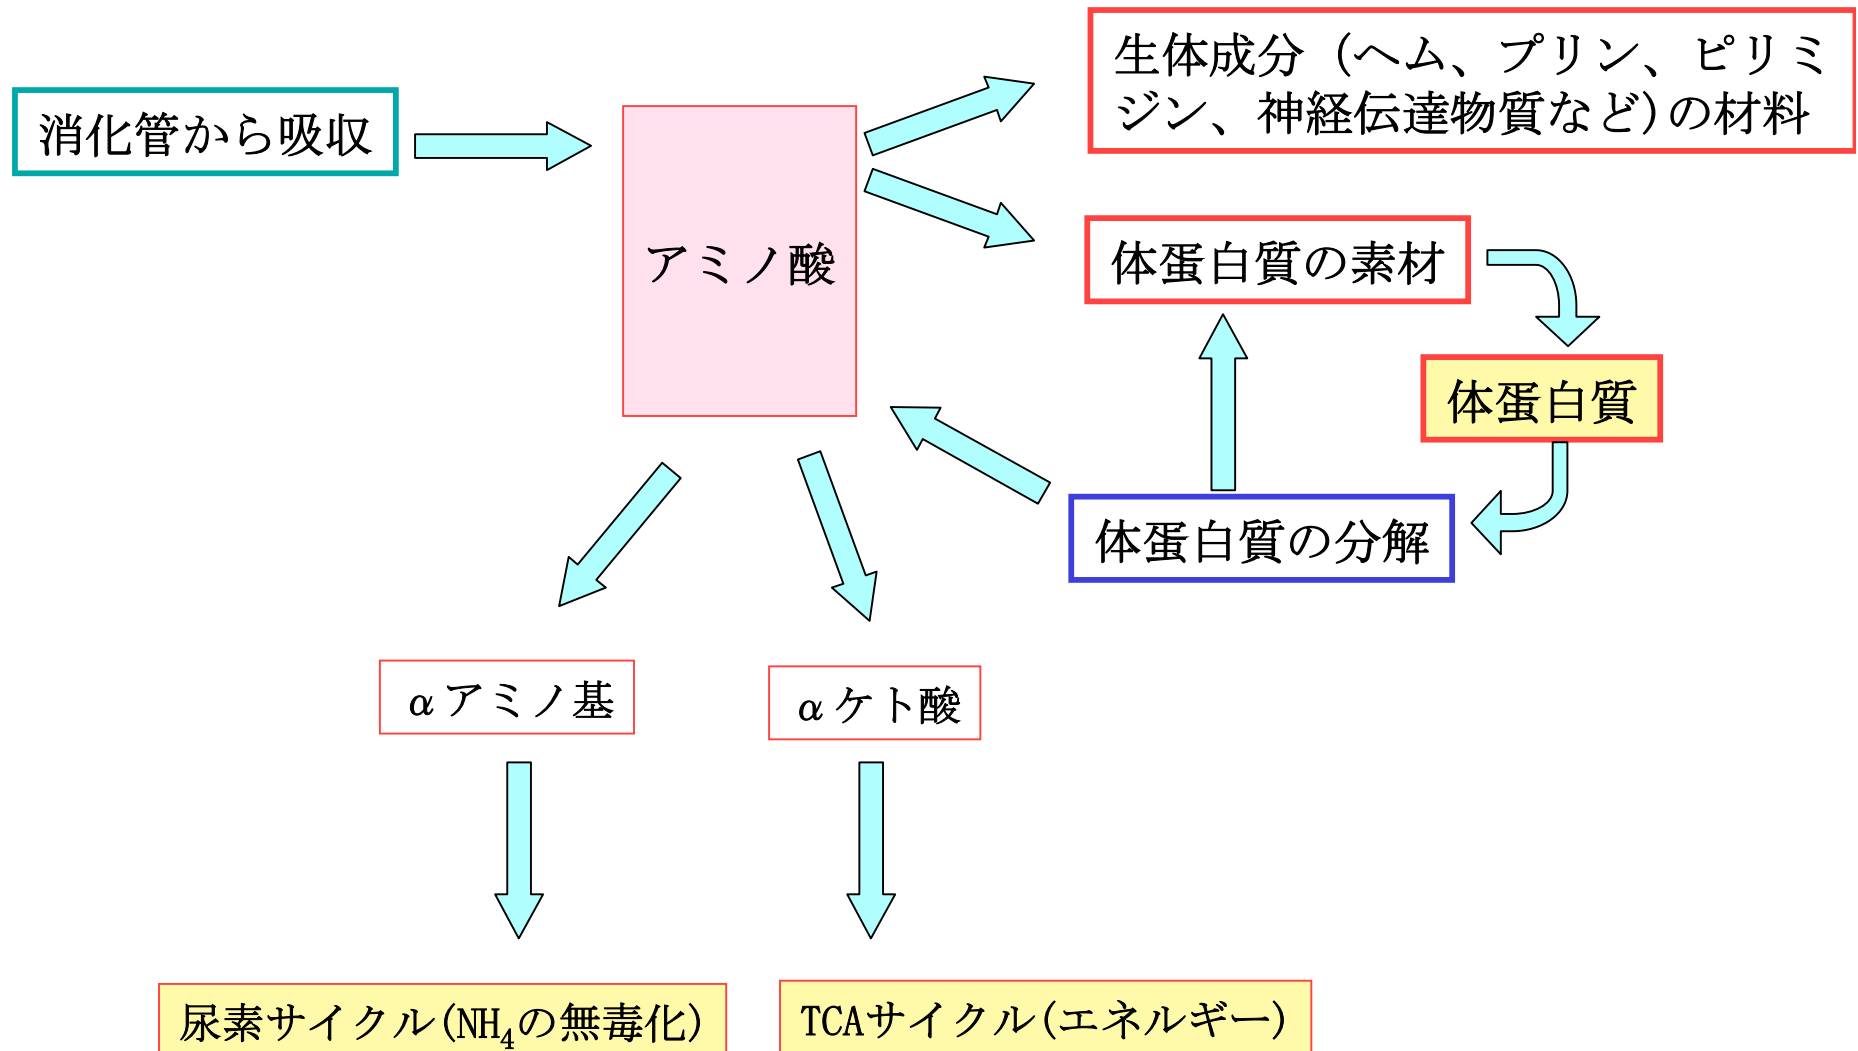 生体成分（ヘム、プリン、ピリミ
ジン、神経伝達物質など)の材料
消化管から吸収
アミノ酸
体蛋白質の素材
体蛋白質
体蛋白質の分解
αアミノ基
αケト酸
尿素サイクル(NH₄の無毒化)
TCAサイクル(エネルギー)